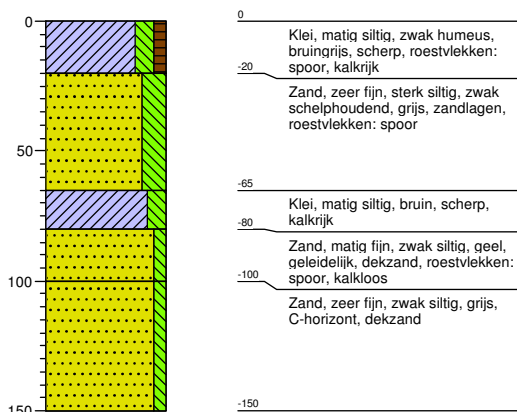 0
50
100
150
0
Klei, matig siltig, zwak humeus,
bruingrijs, scherp, roestvlekken:
spoor, kalkrijk
-20
Zand, zeer fijn, sterk siltig, zwak
schelphoudend, grijs, zandlagen,
roestvlekken: spoor
-65
Klei, matig siltig, bruin, scherp,
kalkrijk
-80
Zand, matig fijn, zwak siltig, geel,
geleidelijk, dekzand, roestvlekken:
spoor, kalkloos
-100
Zand, zeer fijn, zwak siltig, grijs,
C-horizont, dekzand
-150